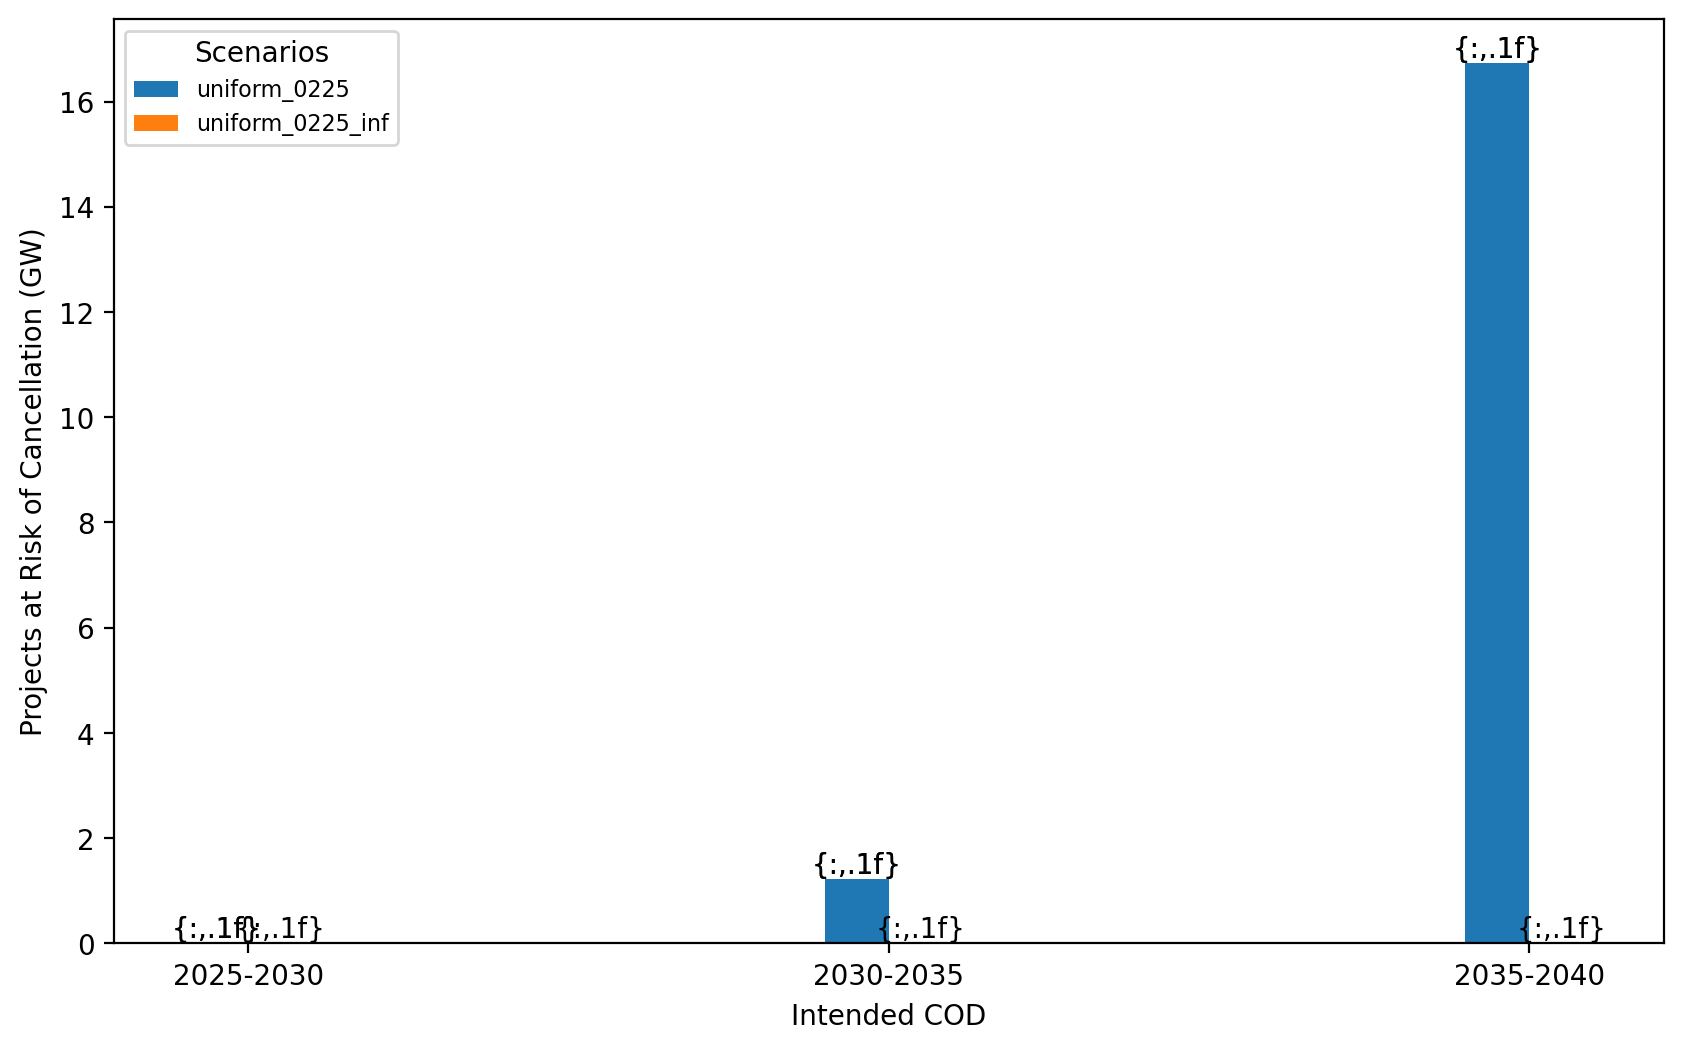 Scenarios
uniform_0225
uniform_0225_inf
Projects at Risk of Cancellation (GW)
16
14
12
10
8
6
4
2
0
{:,.1f}
{:,.1f}
{:,.1f}
{:,.1f}
{:,.1f}
{:,.1f}
2025-2030
2030-2035
2035-2040
Intended COD